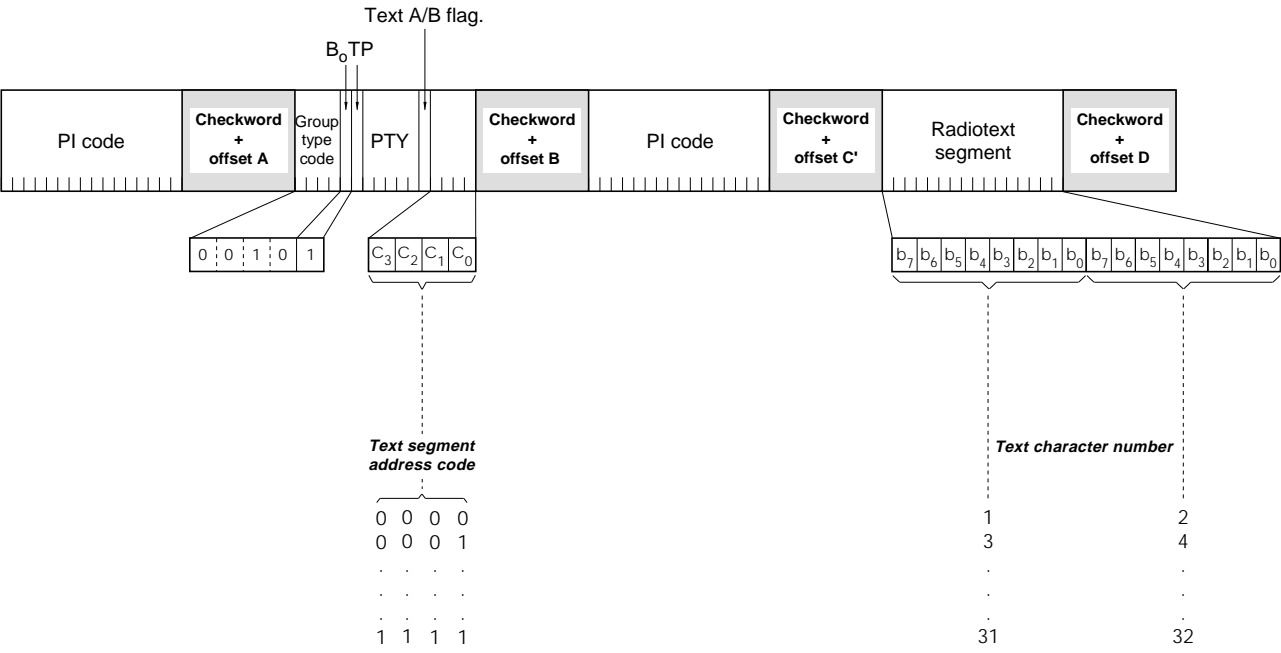 Text A/B flag.
BoTP
PI code
Checkword
+
offset A
Group
type
code
PTY
Checkword
+
offset B
PI code
Checkword
+
offset C'
Radiotext
segment
Checkword
+
offset D
0 0 1 0 1
C3 C2 C1 C0
b7 b6 b5 b4 b3 b2 b1 b0 b7 b6 b5 b4 b3 b2 b1 b0
Text segment
address code
Text character number
0 0 0 0 1 2
0 0 0 1 3 4
. . . . . .
. . . . . .
. . . . . .
1 1 1 1 31 32